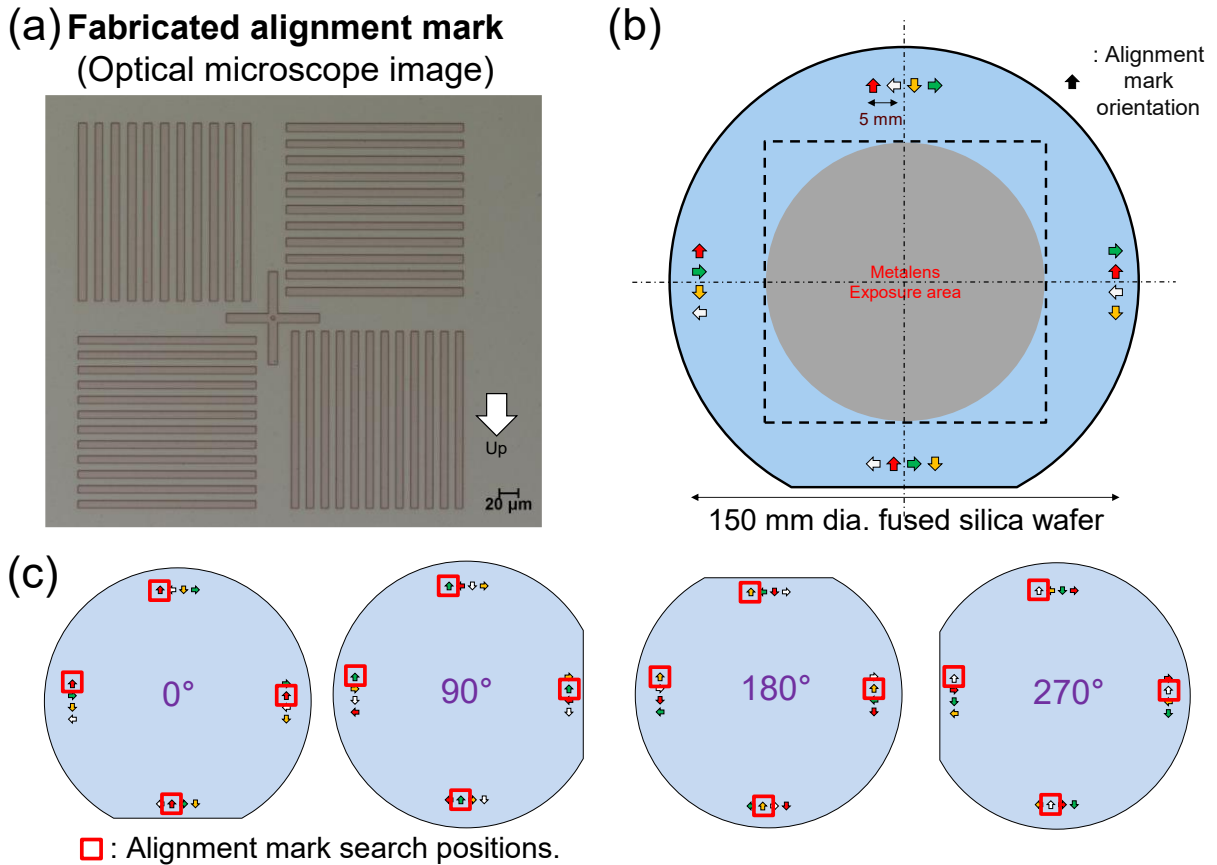 (a) Fabricated alignment mark
(Optical microscope image)
Up
20 µm
(b)
: Alignment
mark
orientation
5 mm
Metalens
Exposure area
150 mm dia. fused silica wafer
(c)
0°
90°
180°
270°
: Alignment mark search positions.